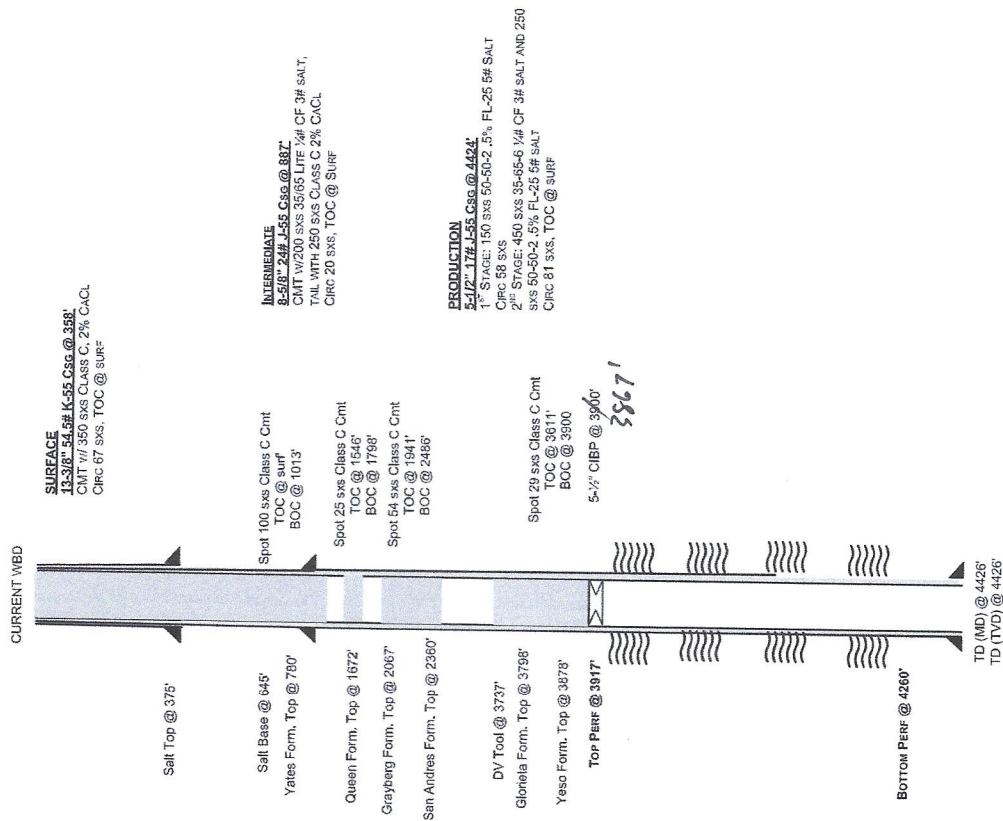 CURRENT WBD
SURFACE
13-3/8" 54.5# K-55 CSG @ 358'
CMT W/ 350 SXS CLASS C, 2% CACL
CIRC 67 SXS, TOC @ SURF
Salt Top @ 375'
INTERMEDIATE
8-5/8" 24# J-55 CSG @ 887'
CMT W/200 SXS 35/65 LITE ¼# CF 3# SALT,
TAIL WITH 250 SXS CLASS C 2% CACL
CIRC 20 SXS, TOC @ SURF
Salt Base @ 645'
Yates Form. Top @ 780'
Spot 100 sxs Class C Cmt
TOC @ surf'
BOC @ 1013'
Queen Form. Top @ 1672'
Spot 25 sxs Class C Cmt
TOC @ 1546'
BOC @ 1798'
Grayberg Form. Top @ 2067'
San Andres Form. Top @ 2360'
Spot 54 sxs Class C Cmt
TOC @ 1941'
BOC @ 2486'
PRODUCTION
5-1/2" 17# J-55 CSG @ 4424'
1ST STAGE: 150 SXS 50-50-2 .5% FL-25 5# SALT
CIRC 58 SXS
2ND STAGE: 450 SXS 35-65-6 ¼# CF 3# SALT AND 250
SXS 50-50-2 .5% FL-25 5# SALT
CIRC 81 SXS, TOC @ SURF
DV Tool @ 3737'
Gloriela Form. Top @ 3798'
Yeso Form. Top @ 3878'
TOP PERF @ 3917'
Spot 29 sxs Class C Cmt
TOC @ 3611'
BOC @ 3900
5-½" CIBP @ 3900'
3867'
BOTTOM PERF @ 4260'
TD (MD) @ 4426'
TD (TVD) @ 4426'